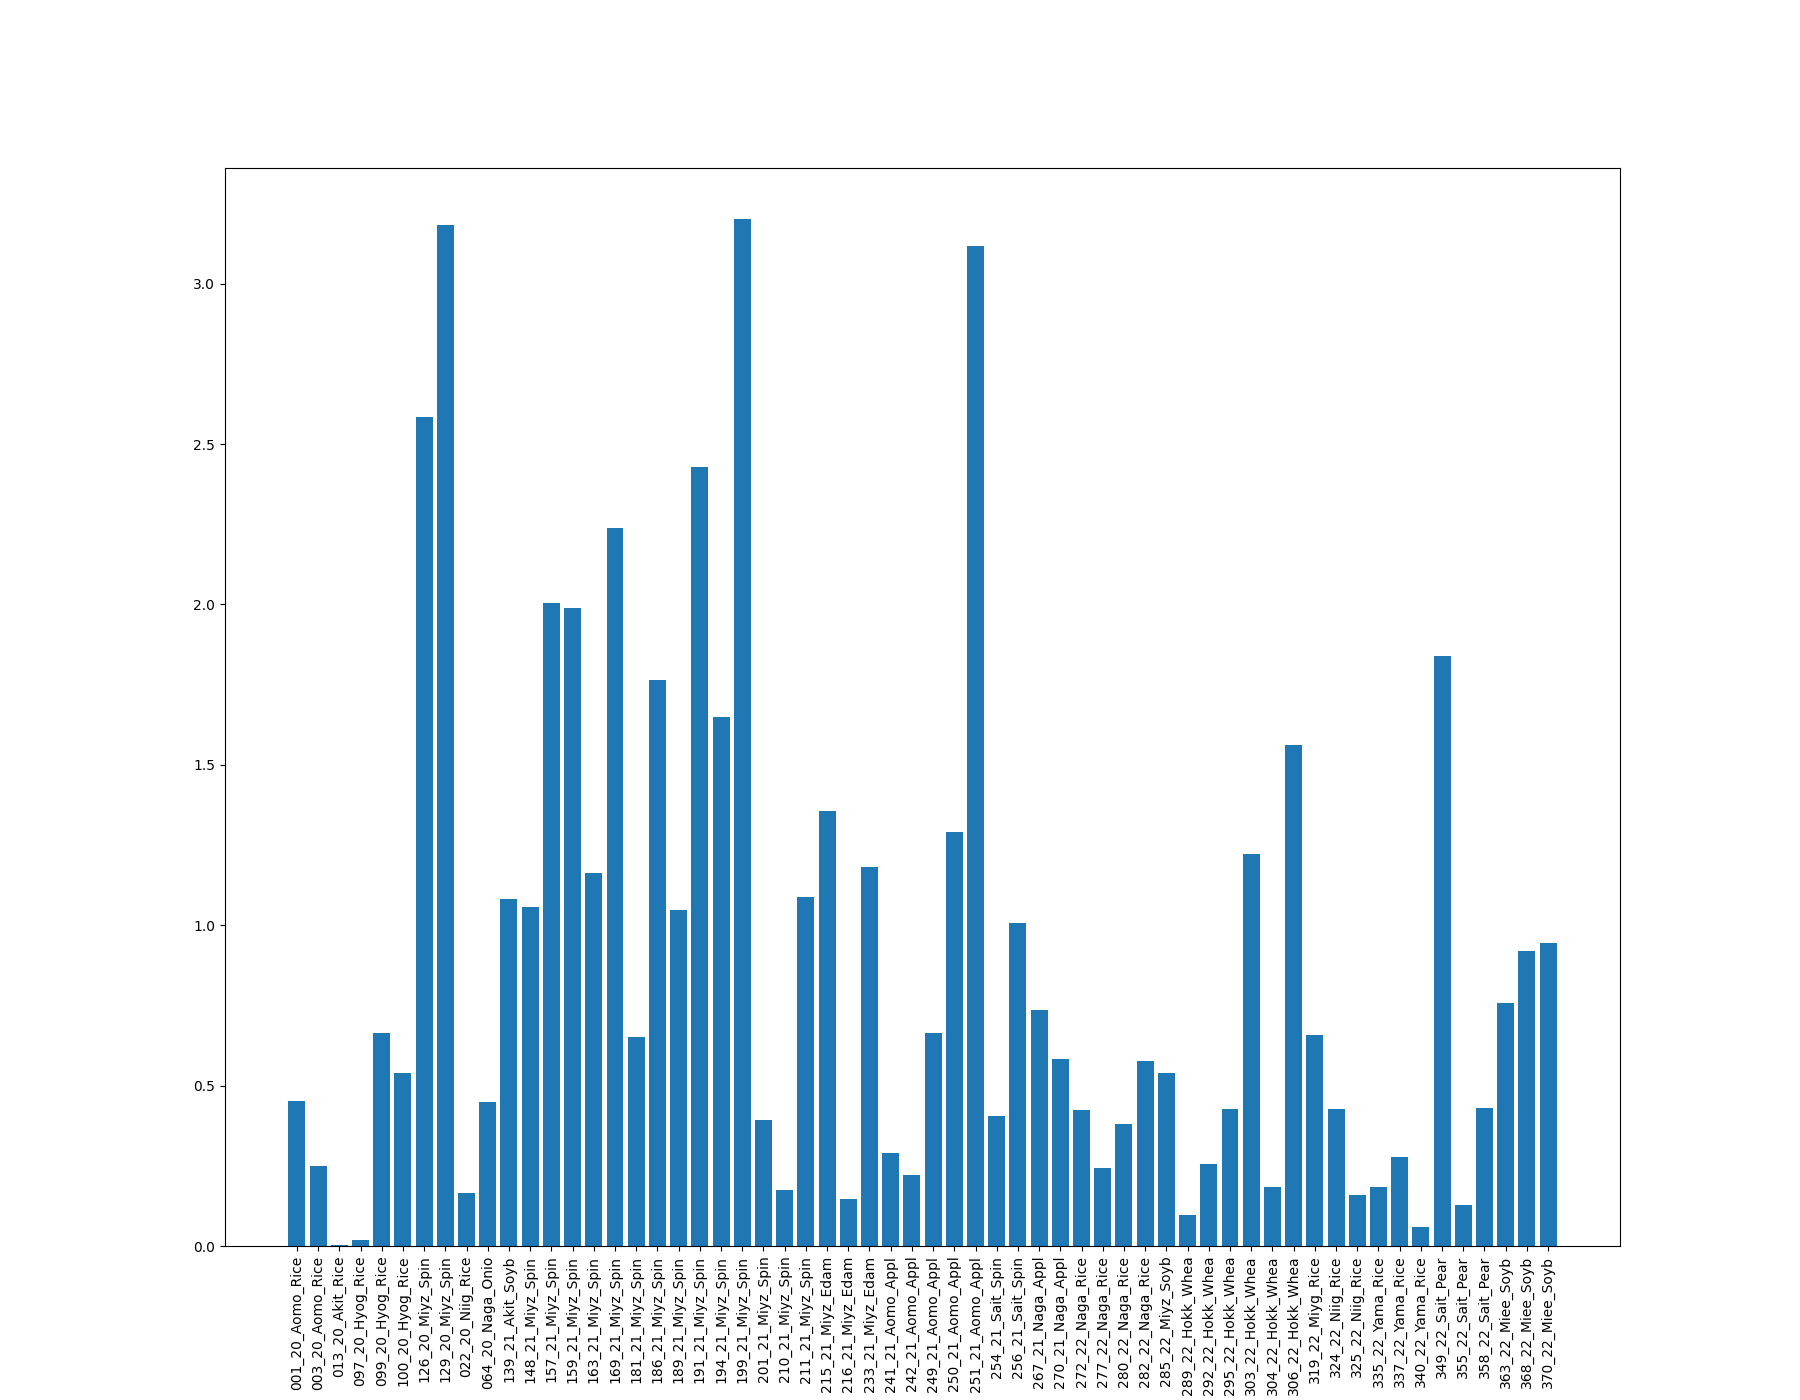 3.0
2.5
2.0
1.5
1.0
0.5
0.0
001_20_Aomo_Rice
003_20_Aomo_Rice
013_20_Akit_Rice
097_20_Hyog_Rice
099_20_Hyog_Rice
100_20_Hyog_Rice
126_20_Miyz_Spin
129_20_Miyz_Spin
022_20_Niig_Rice
064_20_Naga_Onio
139_21_Akit_Soyb
148_21_Miyz_Spin
157_21_Miyz_Spin
159_21_Miyz_Spin
163_21_Miyz_Spin
169_21_Miyz_Spin
181_21_Miyz_Spin
186_21_Miyz_Spin
189_21_Miyz_Spin
191_21_Miyz_Spin
194_21_Miyz_Spin
199_21_Miyz_Spin
201_21_Miyz_Spin
210_21_Miyz_Spin
211_21_Miyz_Spin
215_21_Miyz_Edam
216_21_Miyz_Edam
233_21_Miyz_Edam
241_21_Aomo_Appl
242_21_Aomo_Appl
249_21_Aomo_Appl
250_21_Aomo_Appl
251_21_Aomo_Appl
254_21_Sait_Spin
256_21_Sait_Spin
267_21_Naga_Appl
270_21_Naga_Appl
272_22_Naga_Rice
277_22_Naga_Rice
280_22_Naga_Rice
282_22_Naga_Rice
285_22_Miyz_Soyb
289_22_Hokk_Whea
292_22_Hokk_Whea
295_22_Hokk_Whea
303_22_Hokk_Whea
304_22_Hokk_Whea
306_22_Hokk_Whea
319_22_Miyg_Rice
324_22_Niig_Rice
325_22_Niig_Rice
335_22_Yama_Rice
337_22_Yama_Rice
340_22_Yama_Rice
349_22_Sait_Pear
355_22_Sait_Pear
358_22_Sait_Pear
363_22_Miee_Soyb
368_22_Miee_Soyb
370_22_Miee_Soyb